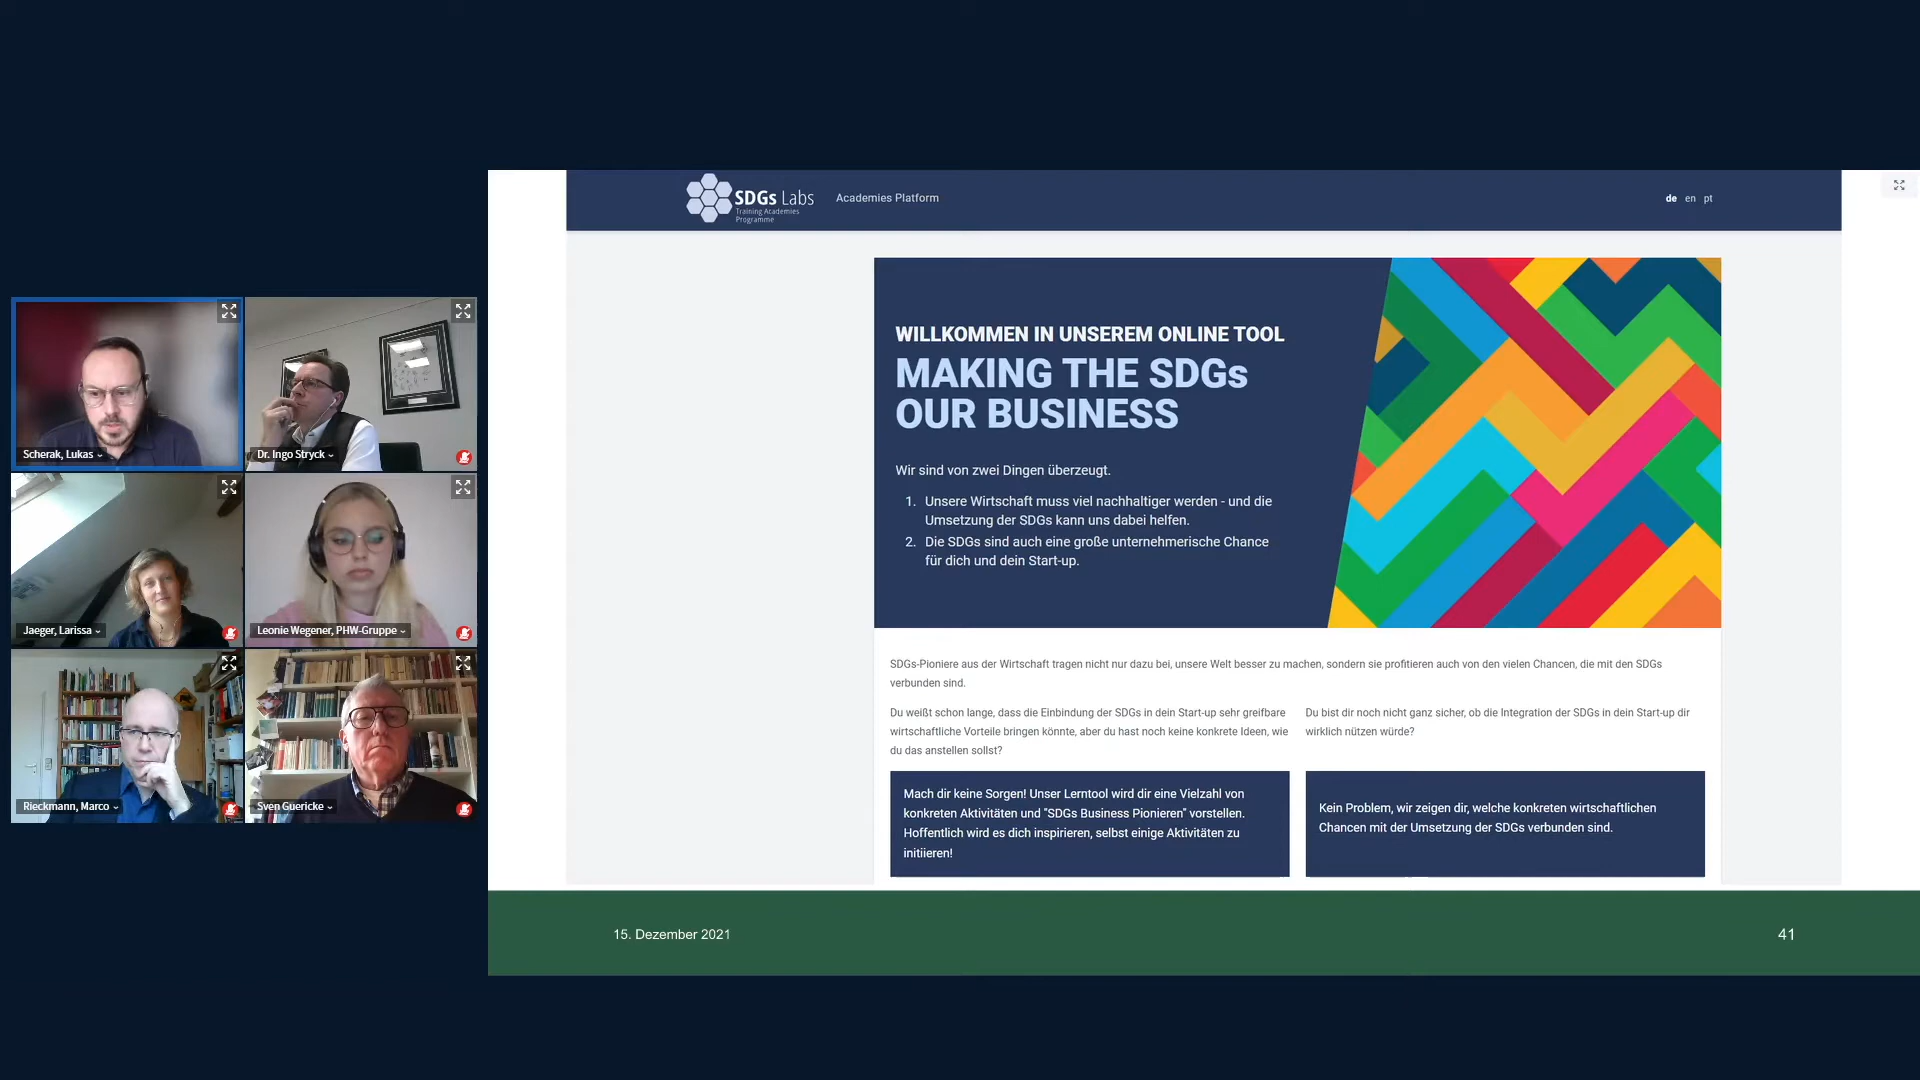 SDGs Labs
Training Academies
Programme
Academies Platform
de en pt
WILLKOMMEN IN UNSEREM ONLINE TOOL
MAKING THE SDGs
OUR BUSINESS
Wir sind von zwei Dingen überzeugt.
1. Unsere Wirtschaft muss viel nachhaltiger werden - und die
Umsetzung der SDGs kann uns dabei helfen.
2. Die SDGs sind auch eine große unternehmerische Chance
für dich und dein Start-up.
SDGs-Pioniere aus der Wirtschaft tragen nicht nur dazu bei, unsere Welt besser zu machen, sondern sie profitieren auch von den vielen Chancen, die mit den SDGs
verbunden sind.
Du weißt schon lange, dass die Einbindung der SDGs in dein Start-up sehr greifbare
wirtschaftliche Vorteile bringen könnte, aber du hast noch keine konkrete Ideen, wie
du das anstellen sollst?
Du bist dir noch nicht ganz sicher, ob die Integration der SDGs in dein Start-up dir
wirklich nützen würde?
Mach dir keine Sorgen! Unser Lerntool wird dir eine Vielzahl von
konkreten Aktivitäten und "SDGs Business Pionieren" vorstellen.
Hoffentlich wird es dich inspirieren, selbst einige Aktivitäten zu
initiieren!
Kein Problem, wir zeigen dir, welche konkreten wirtschaftlichen
Chancen mit der Umsetzung der SDGs verbunden sind.
15. Dezember 2021
41
Scherak, Lukas
Dr. Ingo Stryck
Jaeger, Larissa
Leonie Wegener, PHW-Gruppe
Rieckmann, Marco
Sven Guericke